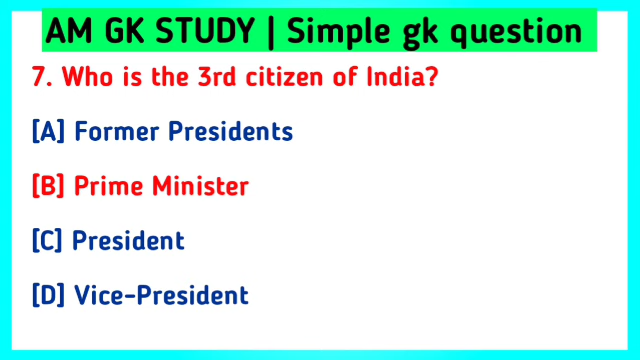 AM GK STUDY | Simple gk question
7. Who is the 3rd citizen of India?
[A] Former Presidents
[B] Prime Minister
[C] President
[D] Vice-President